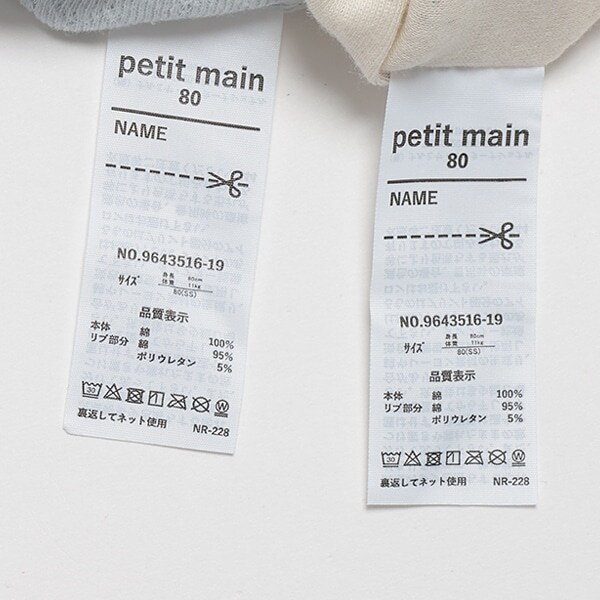 petit main
80
NAME
NO.9643516-19
サイズ 身長 80cm
体重 11kg
80(SS)
品質表示
本体 綿 100%
リブ部分 綿 95%
ポリウレタン 5%
30
裏返してネット使用 NR-228
petit main
80
NAME
NO.9643516-19
サイズ 身長 80cm
体重 11kg
80(SS)
品質表示
本体 綿 100%
リブ部分 綿 95%
ポリウレタン 5%
30
裏返してネット使用 NR-228